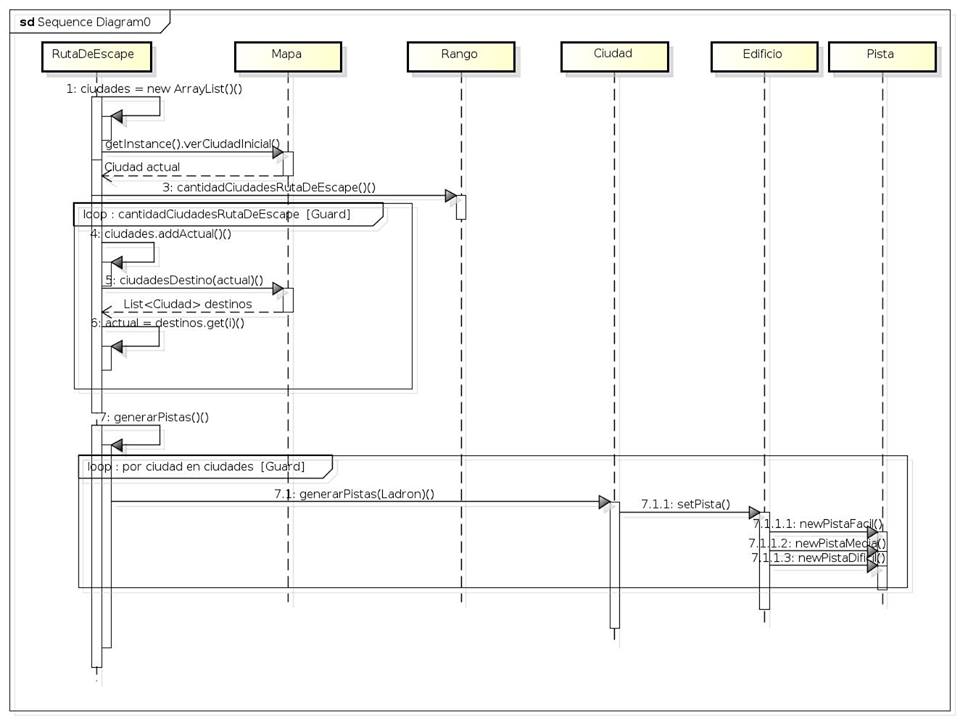 sd Sequence Diagram0
RutaDeEscape
Mapa
Rango
Ciudad
Edificio
Pista
1: ciudades = new ArrayList()()
getInstance().verCiudadInicial()
Ciudad actual
3: cantidadCiudadesRutaDeEscape()()
loop : cantidadCiudadesRutaDeEscape [Guard]
4: ciudades.addActual()()
5: ciudadesDestino(actual)()
List<Ciudad> destinos
6: actual = destinos.get(i)()
7: generarPistas()()
loop : por ciudad en ciudades [Guard]
7.1: generarPistas(Ladron)()
7.1.1: setPista()
7.1.1.1: newPistaFacil()
7.1.1.2: newPistaMedia()
7.1.1.3: newPistaDificil()